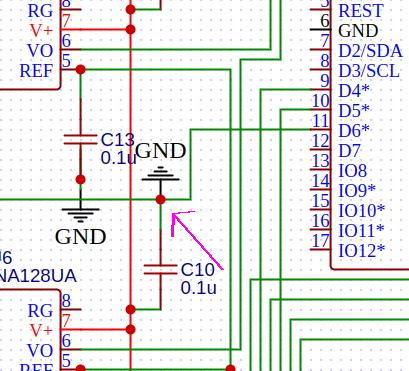 8
RG
7
V+
6
VO
5
REF
C13
0.1u
GND
GND
C10
0.1u
NA128UA
8
RG
7
V+
6
VO
5
REF
5
REST
6
GND
7
D2/SDA
8
D3/SCL
9
D4*
10
D5*
11
D6*
12
D7
13
IO8
14
IO9*
15
IO10*
16
IO11*
17
IO12*